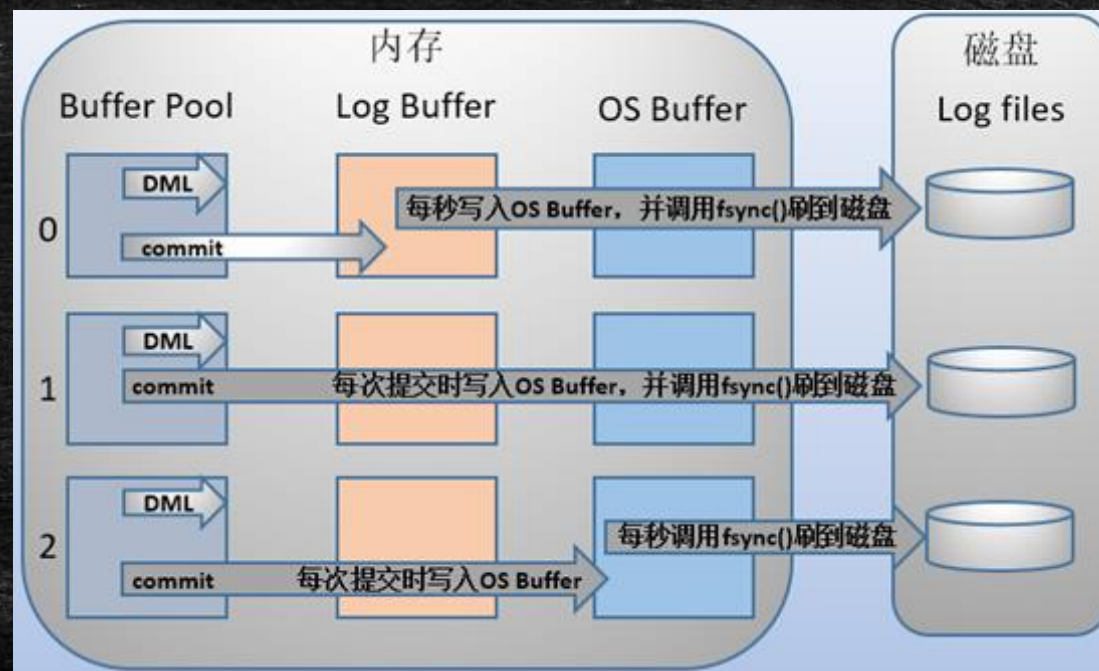 内存
磁盘
Buffer Pool
Log Buffer
OS Buffer
Log files
0
DML
commit
每秒写入OS Buffer，并调用fsync()刷到磁盘
1
DML
commit
每次提交时写入OS Buffer，并调用fsync()刷到磁盘
2
DML
commit
每次提交时写入OS Buffer
每秒调用fsync()刷到磁盘